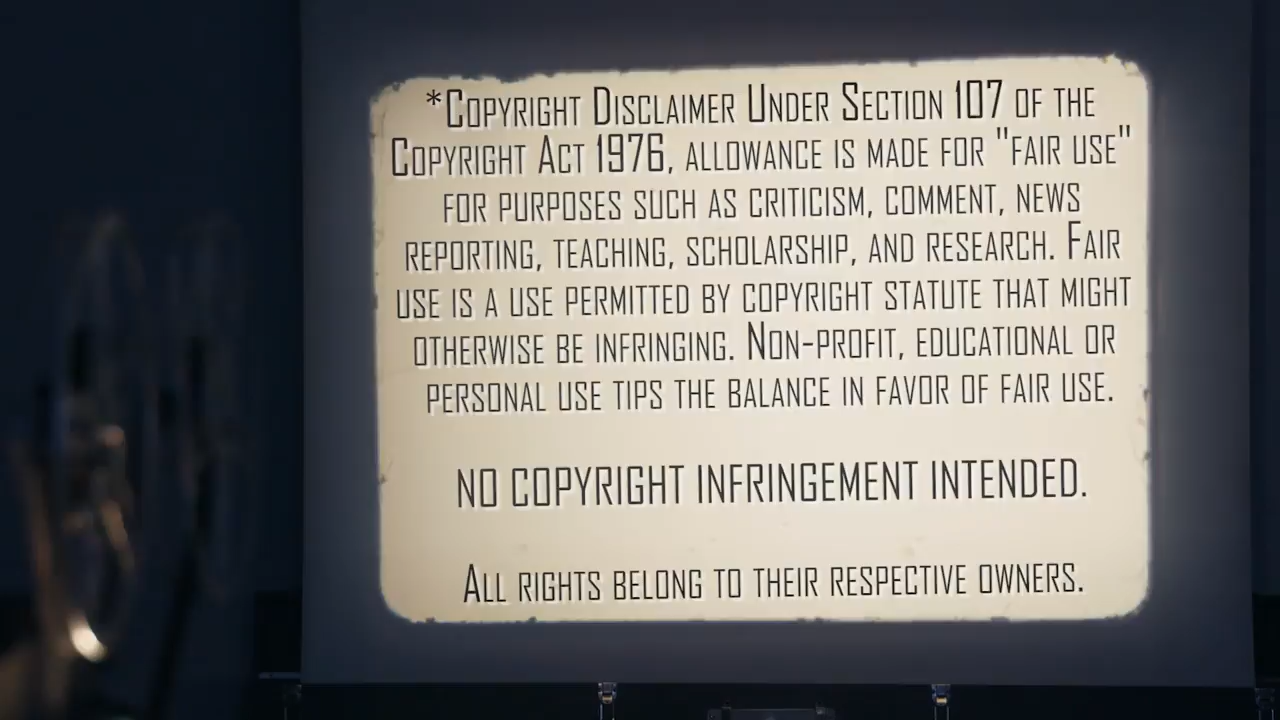 *Copyright Disclaimer Under Section 107 of the
Copyright Act 1976, allowance is made for "fair use"
for purposes such as criticism, comment, news
reporting, teaching, scholarship, and research. Fair
use is a use permitted by copyright statute that might
otherwise be infringing. Non-profit, educational or
personal use tips the balance in favor of fair use.
NO COPYRIGHT INFRINGEMENT INTENDED.
All rights belong to their respective owners.